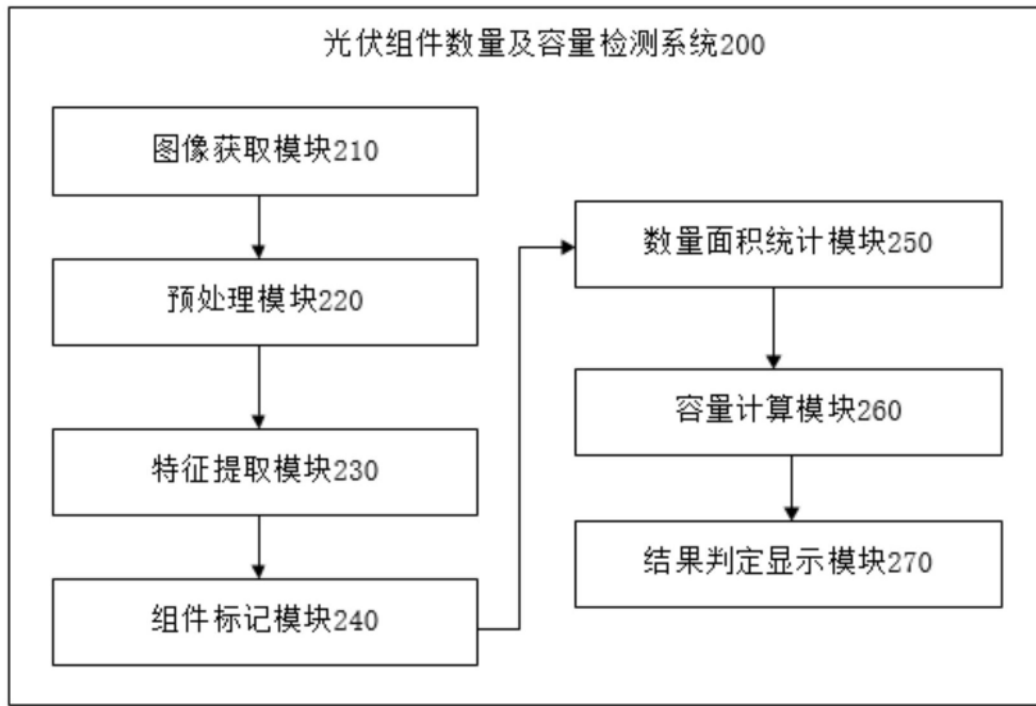 光伏组件数量及容量检测系统200
图像获取模块210
预处理模块220
特征提取模块230
组件标记模块240
数量面积统计模块250
容量计算模块260
结果判定显示模块270